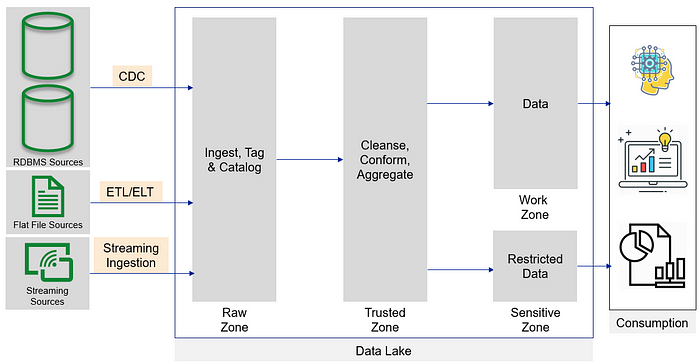 RDBMS Sources
CDC
Flat File Sources
ETL/ELT
Streaming
Sources
Streaming
Ingestion
Ingest, Tag
& Catalog
Raw
Zone
Cleanse,
Conform,
Aggregate
Trusted
Zone
Data
Work
Zone
Restricted
Data
Sensitive
Zone
Data Lake
Consumption